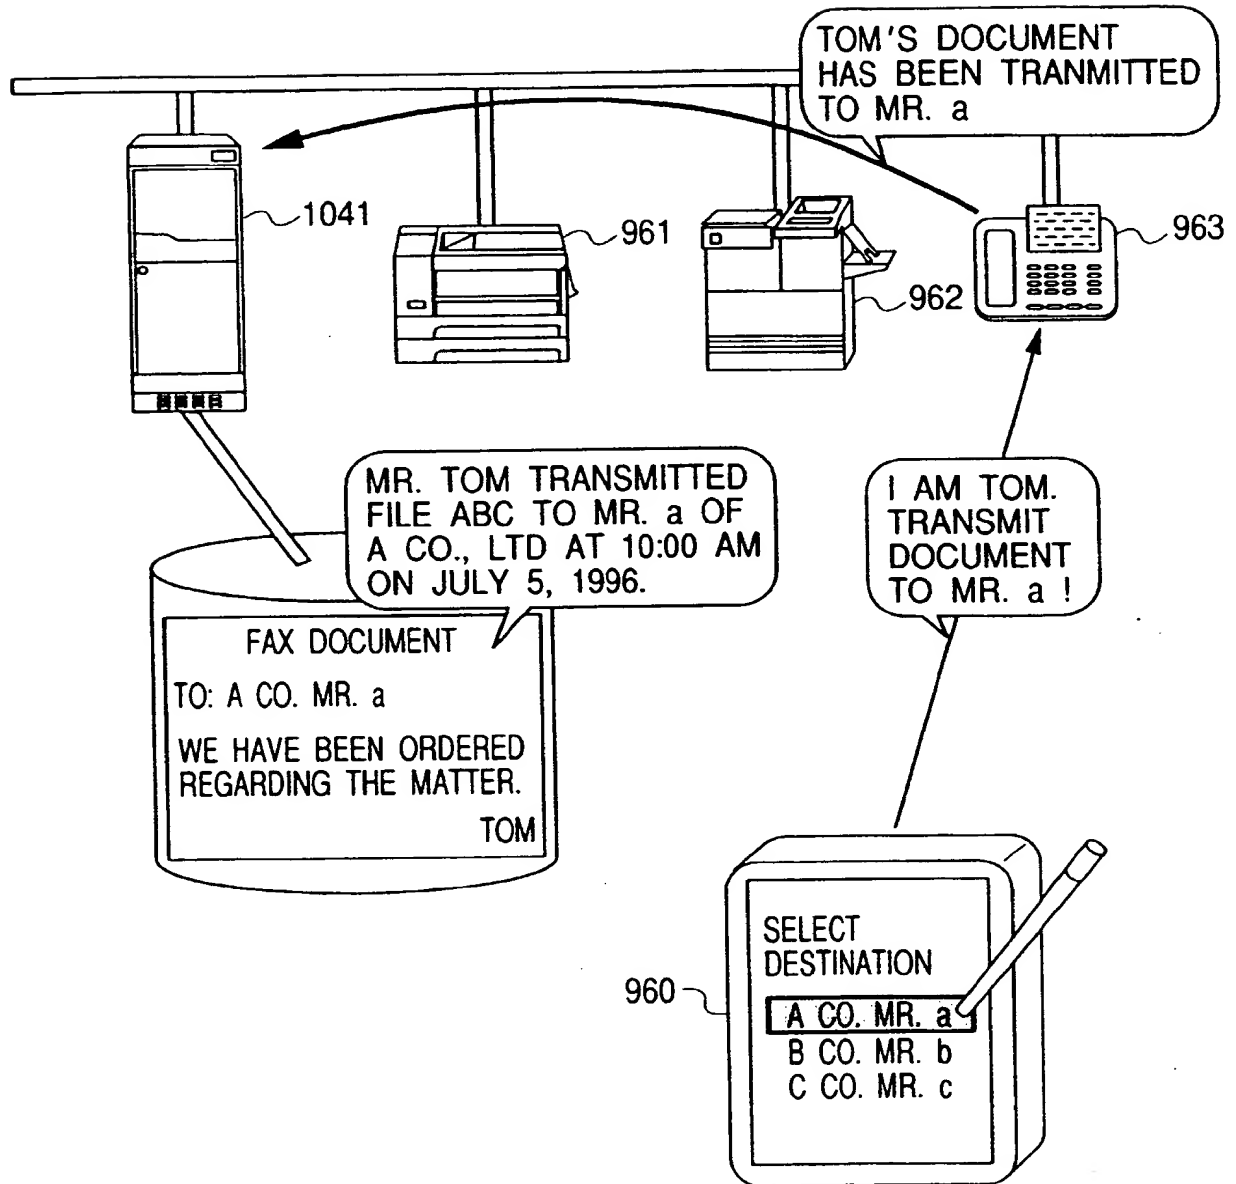 TOM'S DOCUMENT
HAS BEEN TRANMITTED
TO MR. a
1041
961
962
963
MR. TOM TRANSMITTED
FILE ABC TO MR. a OF
A CO., LTD AT 10:00 AM
ON JULY 5, 1996.
I AM TOM.
TRANSMIT
DOCUMENT
TO MR. a !
FAX DOCUMENT
TO: A CO. MR. a
WE HAVE BEEN ORDERED
REGARDING THE MATTER.
TOM
960
SELECT
DESTINATION
A CO. MR. a
B CO. MR. b
C CO. MR. c